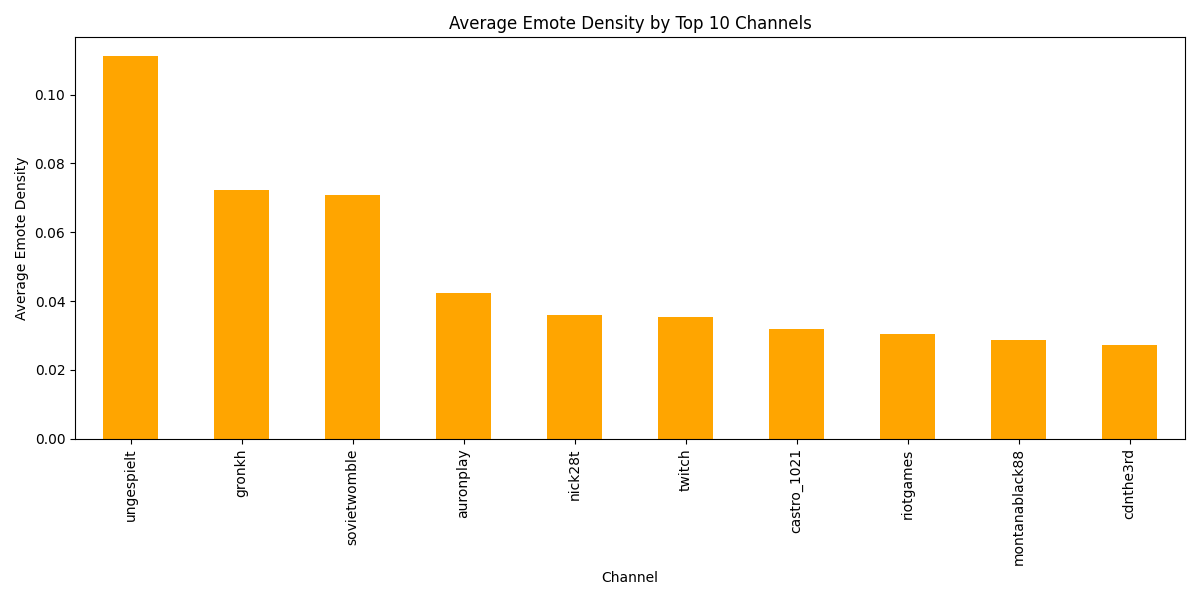 Average Emote Density by Top 10 Channels
Average Emote Density
0.10
0.08
0.06
0.04
0.02
0.00
ungespielt
gronkh
sovietwomble
auronplay
nick28t
twitch
castro_1021
riotgames
montanablack88
cdnthe3rd
Channel